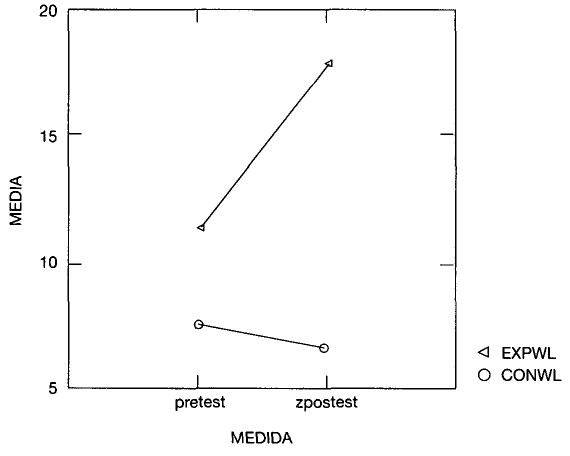 20
15
MEDIA
10
5
pretest
zpostest
MEDIDA
EXPWL
CONWL